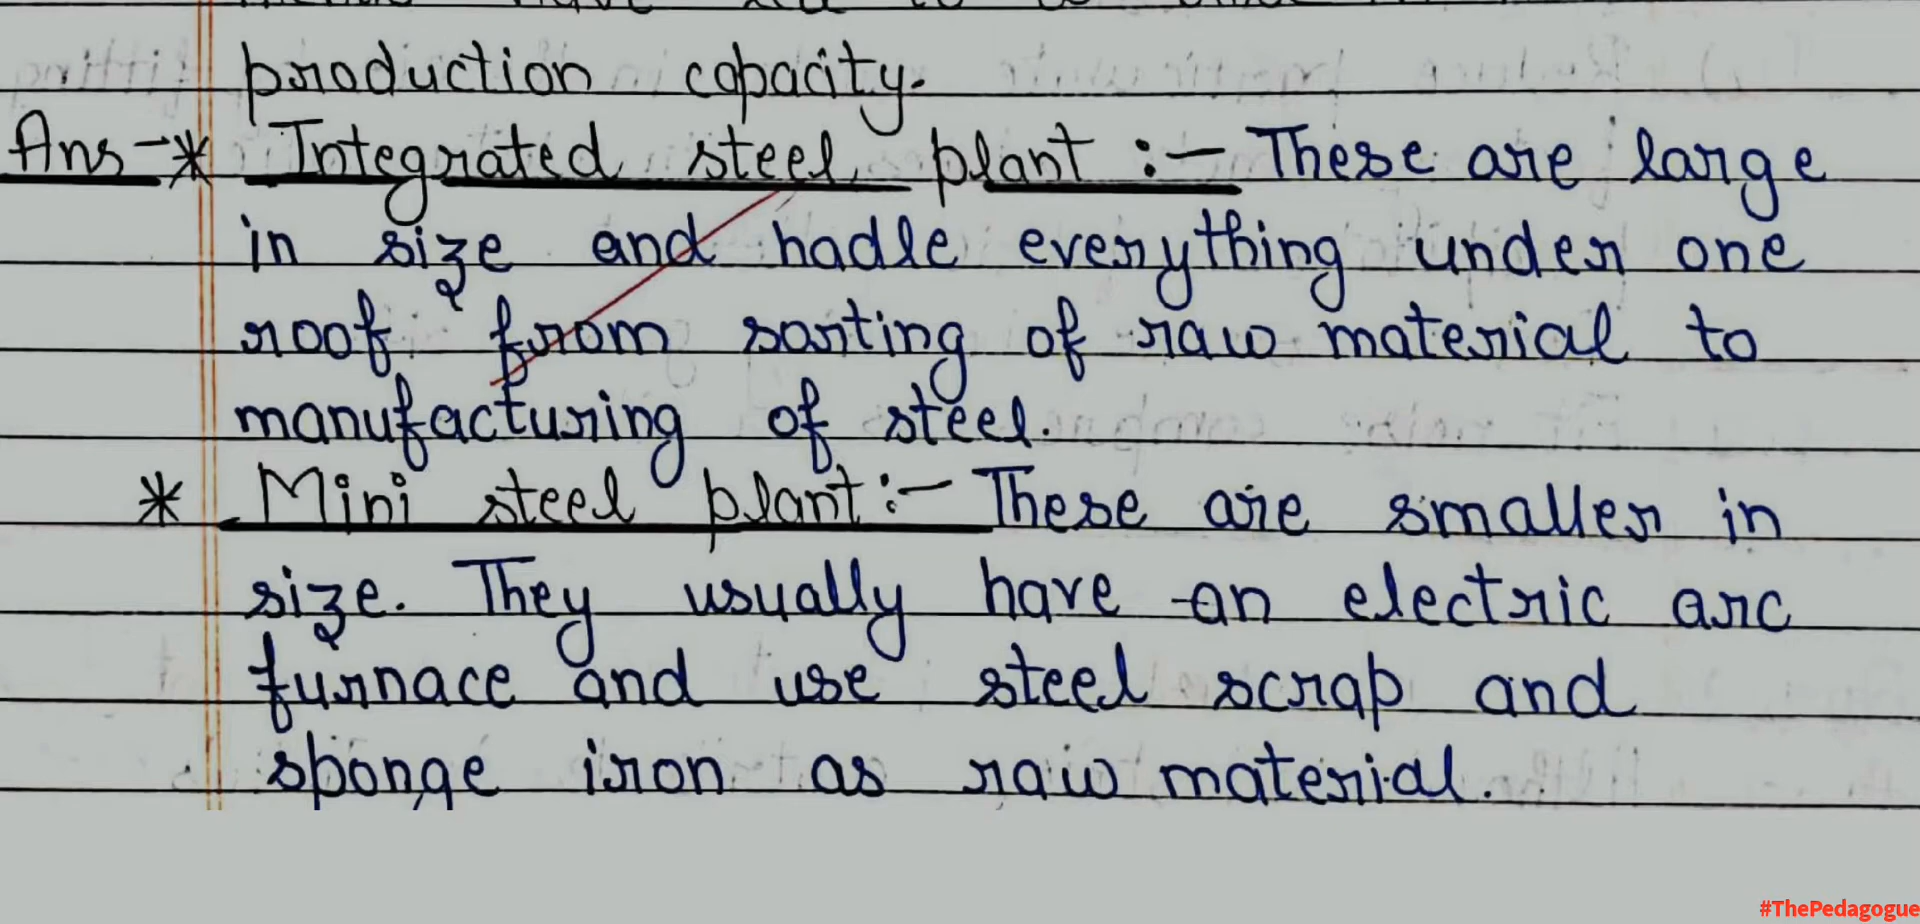 production capacity.
Ans-* Integrated steel plant :- These are large
in size and hadle everything under one
roof from sorting of raw material to
manufacturing of steel.
* Mini steel plant:- These are smaller in
size. They usually have an electric arc
furnace and use steel scrap and
sponge iron as raw material.
#ThePedagogue